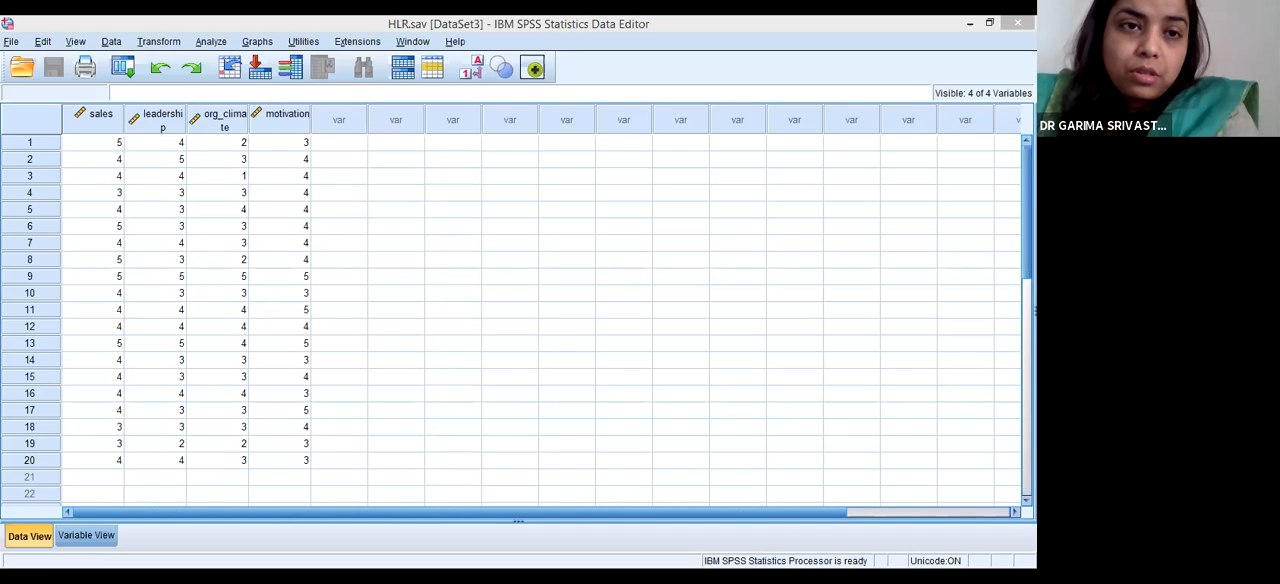 HLR.sav [DataSet3] - IBM SPSS Statistics Data Editor
File Edit View Data Transform Analyze Graphs Utilities Extensions Window Help
A
1
Visible: 4 of 4 Variables
sales leadershi org_clima motivation var var var var var var var var var var var var
p te
1 5 4 2 3
2 4 5 3 4
3 4 4 1 4
4 3 3 3 4
5 4 3 4 4
6 5 3 3 4
7 4 4 3 4
8 5 3 2 4
9 5 5 5 5
10 4 3 3 3
11 4 4 4 5
12 4 4 4 4
13 5 5 4 5
14 4 3 3 3
15 4 3 3 4
16 4 4 4 3
17 4 3 3 5
18 3 3 3 4
19 3 2 2 3
20 4 4 3 3
21
22
Data View Variable View
IBM SPSS Statistics Processor is ready Unicode:ON
DR GARIMA SRIVAST...